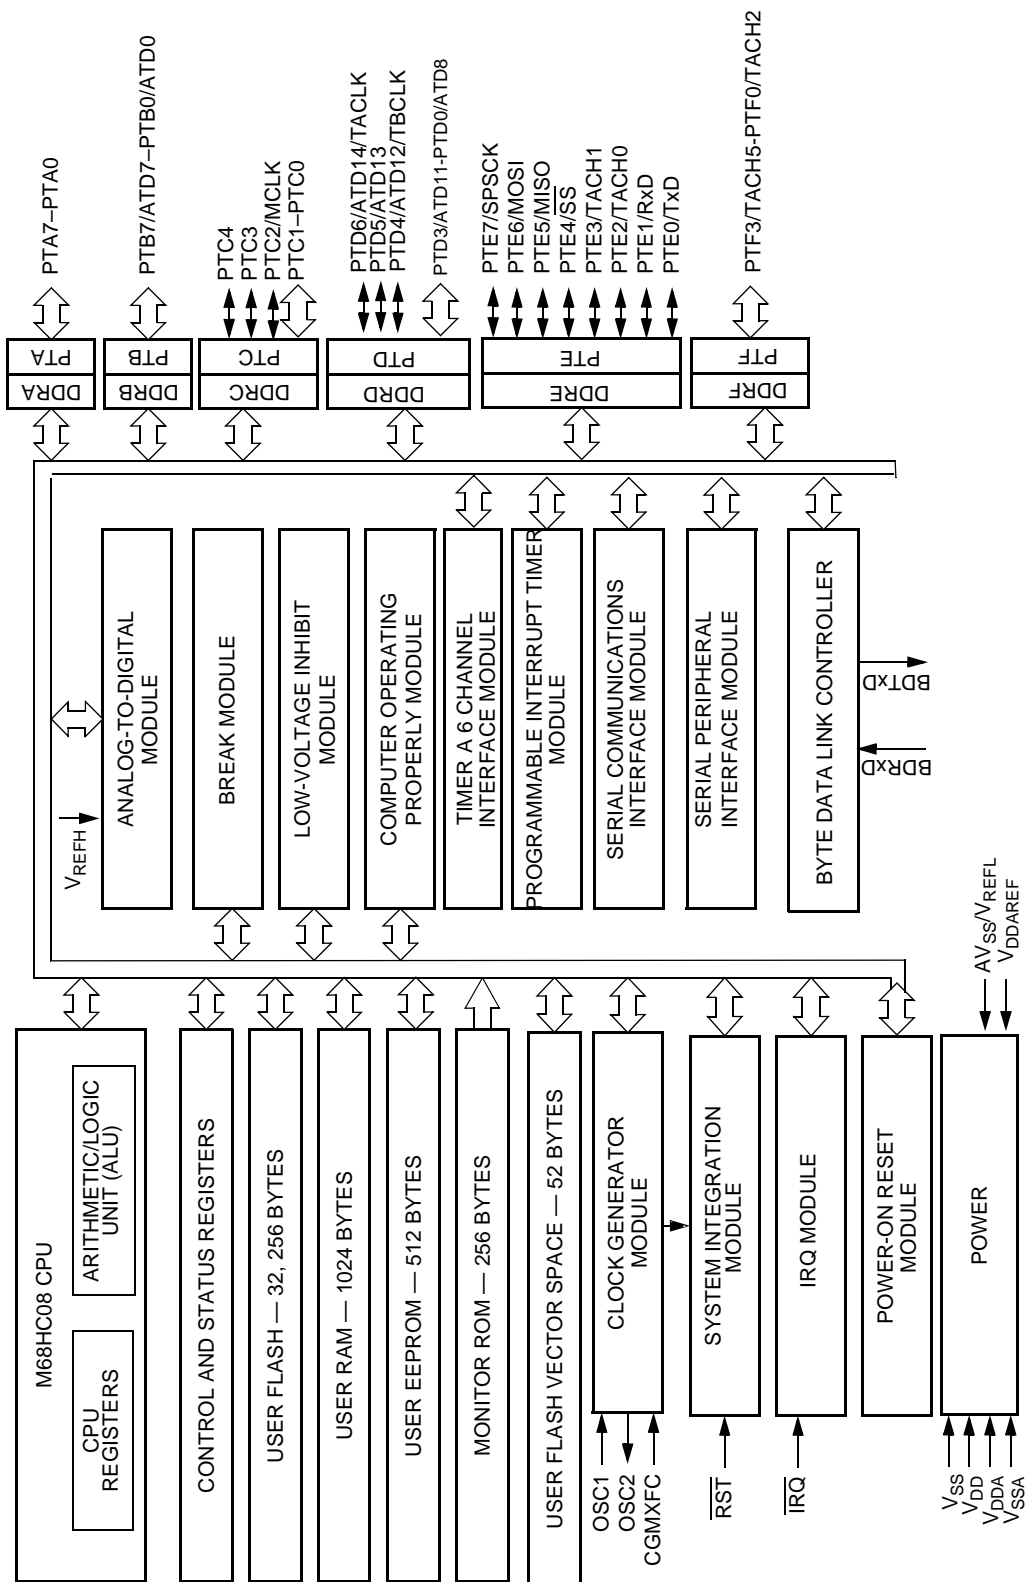 M68HC08 CPU
CPU
REGISTERS
ARITHMETIC/LOGIC
UNIT (ALU)
CONTROL AND STATUS REGISTERS
USER FLASH — 32, 256 BYTES
USER RAM — 1024 BYTES
USER EEPROM — 512 BYTES
MONITOR ROM — 256 BYTES
USER FLASH VECTOR SPACE — 52 BYTES
OSC1
OSC2
CGMXFC
CLOCK GENERATOR
MODULE
RST
SYSTEM INTEGRATION
MODULE
IRQ
IRQ MODULE
POWER-ON RESET
MODULE
VSS
VDD
VDDA
VSSA
POWER
AVSS/VREFL
VDDAREF
VREFH
ANALOG-TO-DIGITAL
MODULE
BREAK MODULE
LOW-VOLTAGE INHIBIT
MODULE
COMPUTER OPERATING
PROPERLY MODULE
TIMER A 6 CHANNEL
INTERFACE MODULE
PROGRAMMABLE INTERRUPT TIMER
MODULE
SERIAL COMMUNICATIONS
INTERFACE MODULE
SERIAL PERIPHERAL
INTERFACE MODULE
BYTE DATA LINK CONTROLLER
BDRxD
BDTxD
DDRA
PTA
PTA7–PTA0
DDRB
PTB
PTB7/ATD7–PTB0/ATD0
DDRC
PTC
PTC4
PTC3
PTC2/MCLK
PTC1–PTC0
DDRD
PTD
PTD6/ATD14/TACLK
PTD5/ATD13
PTD4/ATD12/TBCLK
PTD3/ATD11-PTD0/ATD8
DDRE
PTE
PTE7/SPSCK
PTE6/MOSI
PTE5/MISO
PTE4/SS
PTE3/TACH1
PTE2/TACH0
PTE1/RxD
PTE0/TxD
DDRF
PTF
PTF3/TACH5-PTF0/TACH2